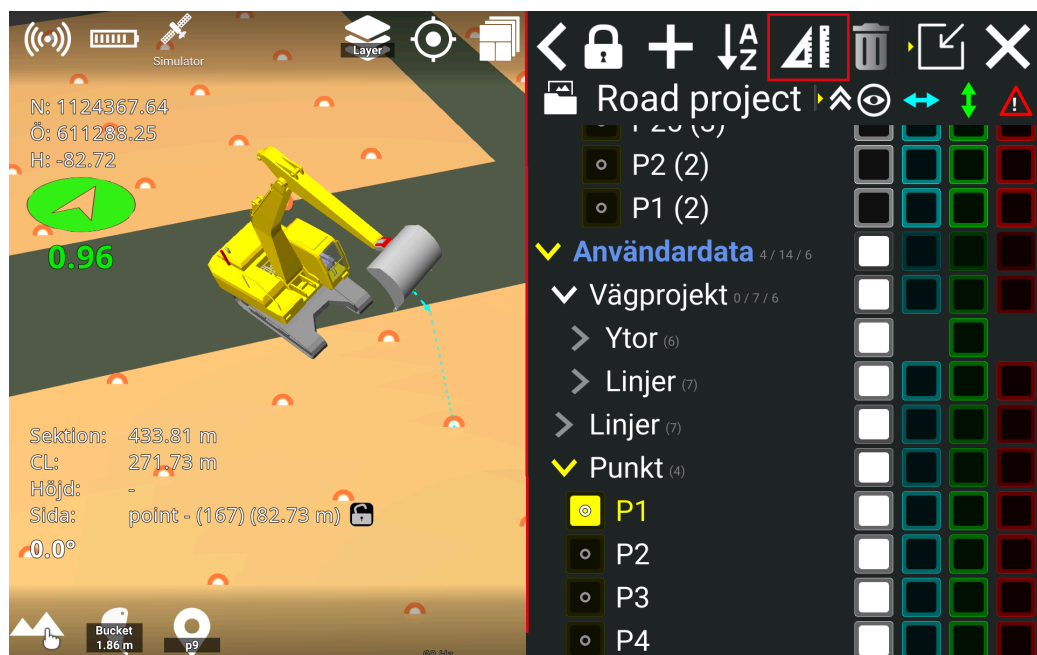 Simulator
Layer
N: 1124367.64
Ö: 611288.25
H: -82.72
0.96
Sektion: 433.81 m
CL: 271.73 m
Höjd: -
Sida: point - (167) (82.73 m)
0.0°
Bucket
1.86 m
p9
60 Hz
A
Z
Road project
P2 (2)
P1 (2)
Användardata 4 / 14 / 6
Vägprojekt 0 / 7 / 6
Ytor (6)
Linjer (7)
Linjer (7)
Punkt (4)
P1
P2
P3
P4